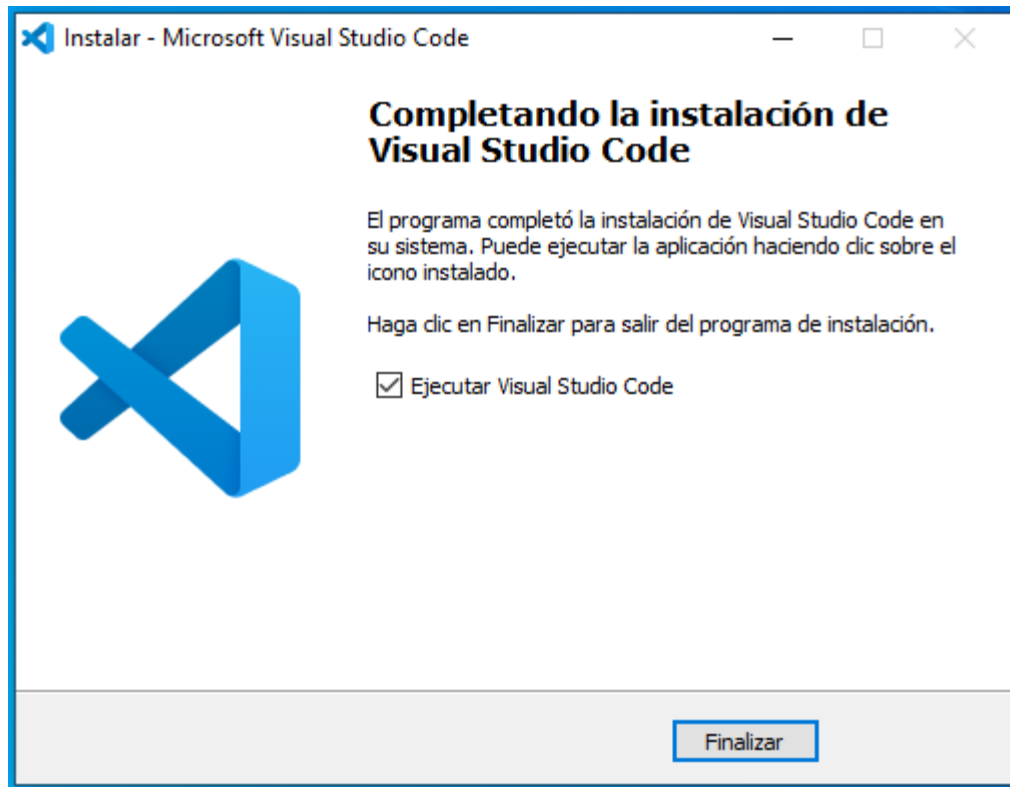 Instalar - Microsoft Visual Studio Code
Completando la instalación de
Visual Studio Code
El programa completó la instalación de Visual Studio Code en
su sistema. Puede ejecutar la aplicación haciendo clic sobre el
icono instalado.
Haga clic en Finalizar para salir del programa de instalación.
Ejecutar Visual Studio Code
Finalizar